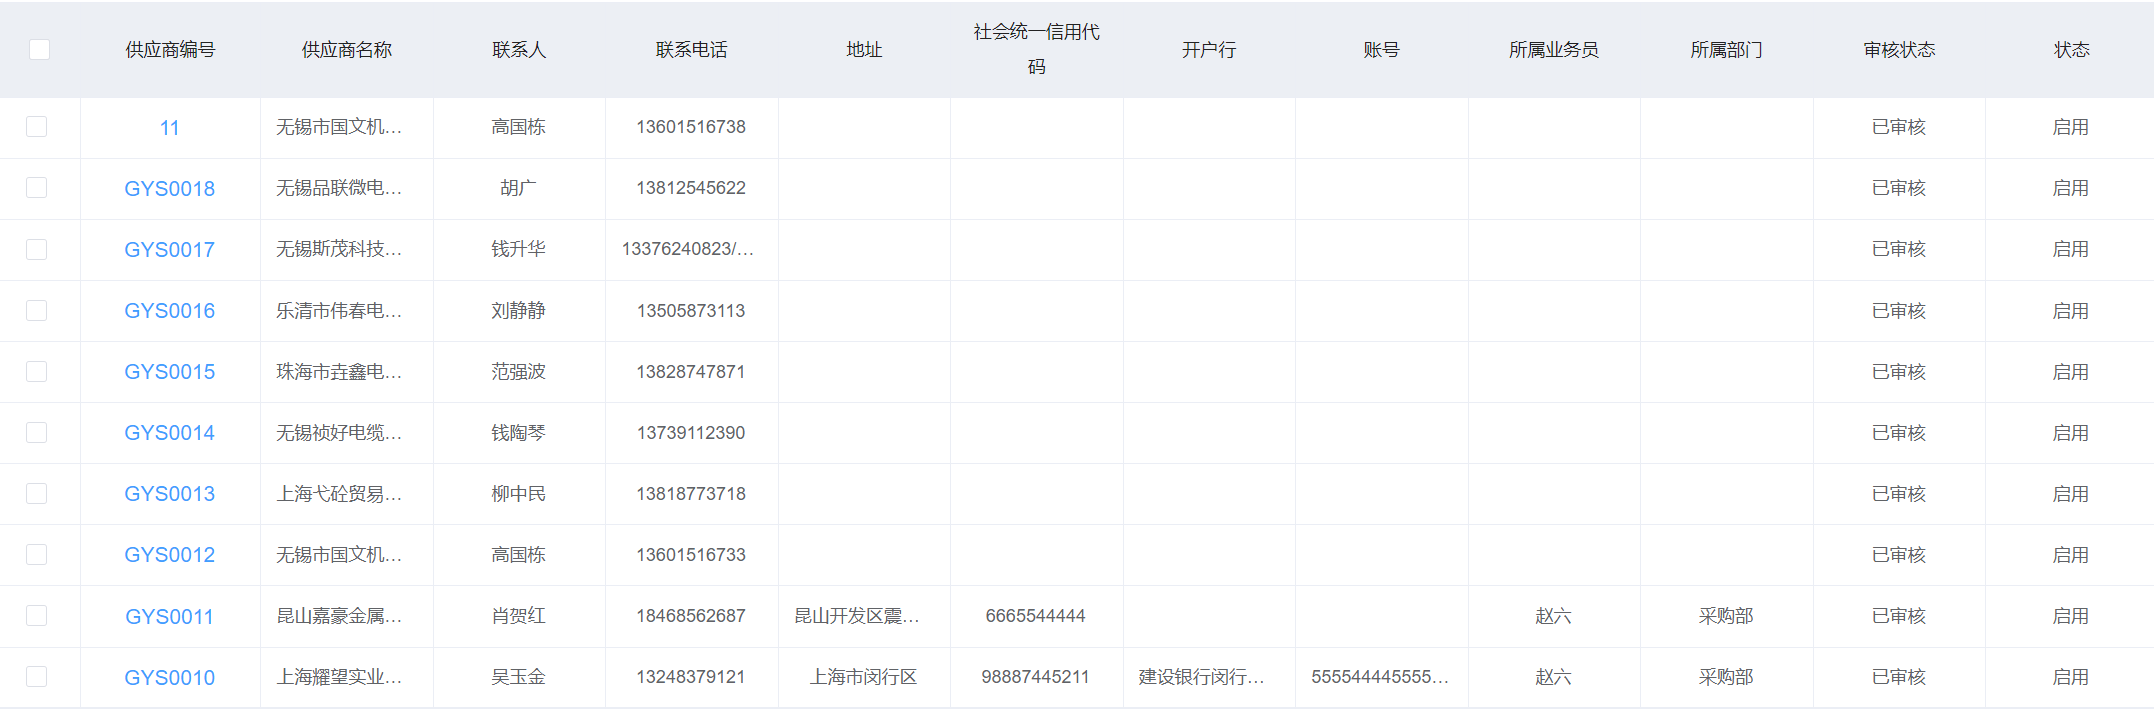 供应商编号 供应商名称 联系人 联系电话 地址 社会统一信用代码 开户行 账号 所属业务员 所属部门 审核状态 状态
11 无锡市国文机... 高国栋 13601516738 已审核 启用
GYS0018 无锡品联微电... 胡广 13812545622 已审核 启用
GYS0017 无锡斯茂科技... 钱升华 13376240823/... 已审核 启用
GYS0016 乐清市伟春电... 刘静静 13505873113 已审核 启用
GYS0015 珠海市垚鑫电... 范强波 13828747871 已审核 启用
GYS0014 无锡祯好电缆... 钱陶琴 13739112390 已审核 启用
GYS0013 上海弋砼贸易... 柳中民 13818773718 已审核 启用
GYS0012 无锡市国文机... 高国栋 13601516733 已审核 启用
GYS0011 昆山嘉豪金属... 肖贺红 18468562687 昆山开发区震... 6665544444 赵六 采购部 已审核 启用
GYS0010 上海耀望实业... 吴玉金 13248379121 上海市闵行区 98887445211 建设银行闵行... 555544445555... 赵六 采购部 已审核 启用